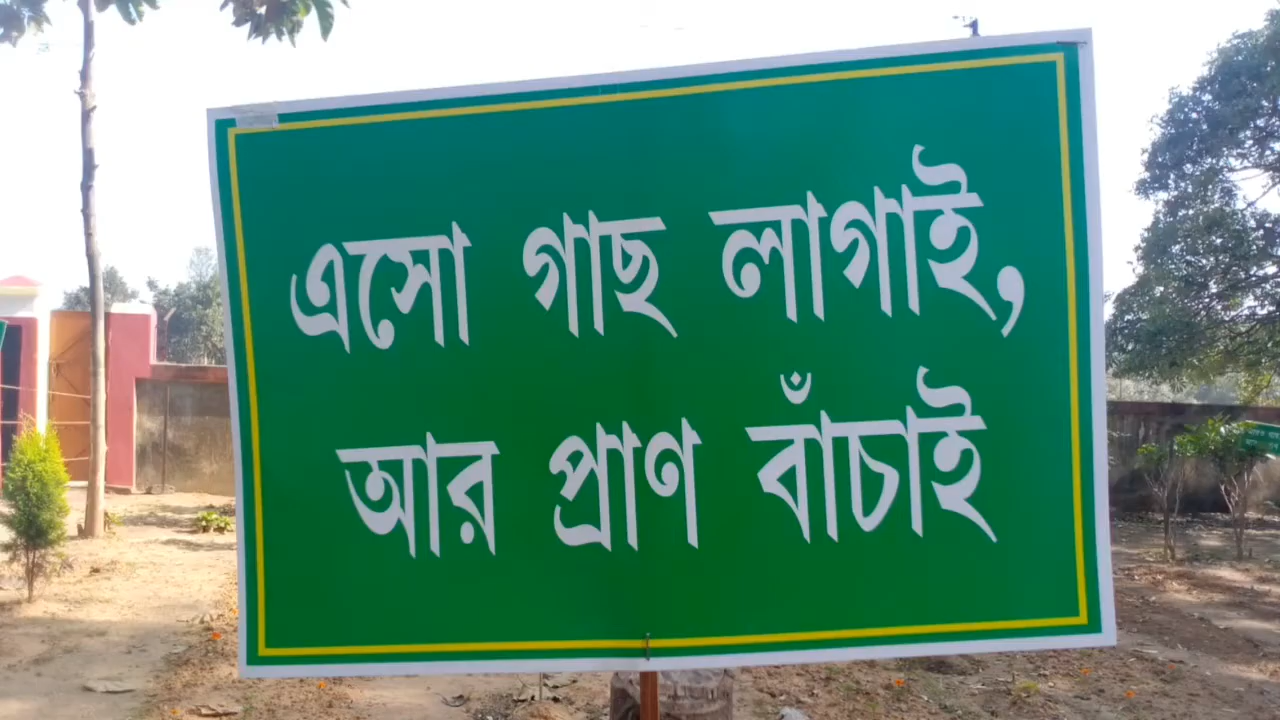 এসো গাছ লাগাই,
আর প্রাণ বাঁচাই